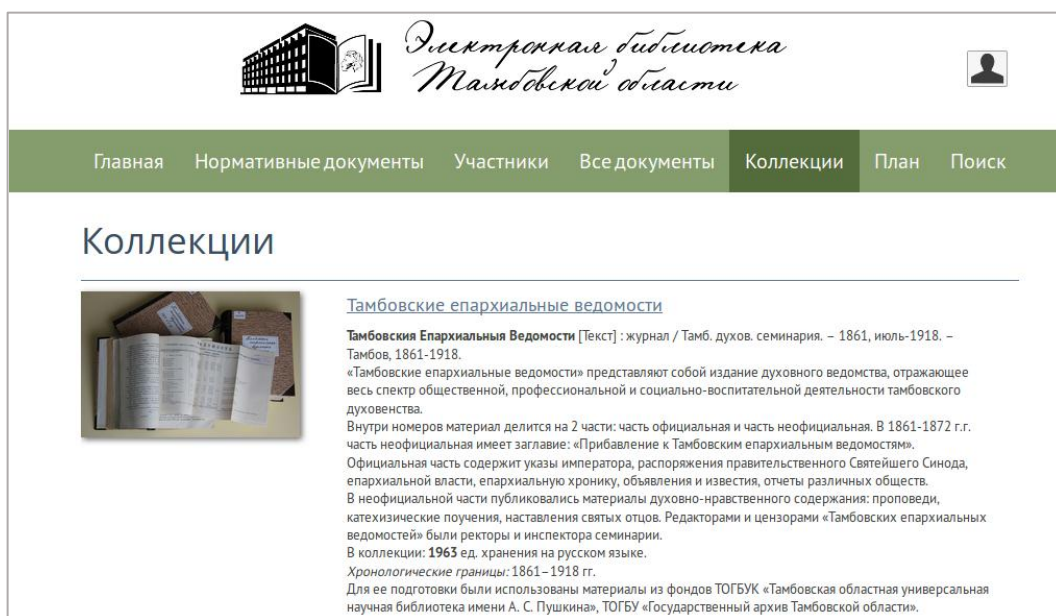 Электронная библиотека
Тамбовской области
Главная Нормативные документы Участники Все документы Коллекции План Поиск
Коллекции
Тамбовские епархиальные ведомости
Тамбовския Епархиальныя Ведомости [Текст] : журнал / Тамб. духов. семинария. – 1861, июль-1918. –
Тамбов, 1861-1918.
«Тамбовские епархиальные ведомости» представляют собой издание духовного ведомства, отражающее
весь спектр общественной, профессиональной и социально-воспитательной деятельности тамбовского
духовенства.
Внутри номеров материал делится на 2 части: часть официальная и часть неофициальная. В 1861-1872 г.г.
часть неофициальная имеет заглавие: «Прибавление к Тамбовским епархиальным ведомостям».
Официальная часть содержит указы императора, распоряжения правительственного Святейшего Синода,
епархиальной власти, епархиальную хронику, объявления и известия, отчеты различных обществ.
В неофициальной части публиковались материалы духовно-нравственного содержания: проповеди,
катехизические поучения, наставления святых отцов. Редакторами и цензорами «Тамбовских епархиальных
ведомостей» были ректоры и инспектора семинарии.
В коллекции: 1963 ед. хранения на русском языке.
Хронологические границы: 1861–1918 гг.
Для ее подготовки были использованы материалы из фондов ТОГБУК «Тамбовская областная универсальная
научная библиотека имени А. С. Пушкина», ТОГБУ «Государственный архив Тамбовской области».